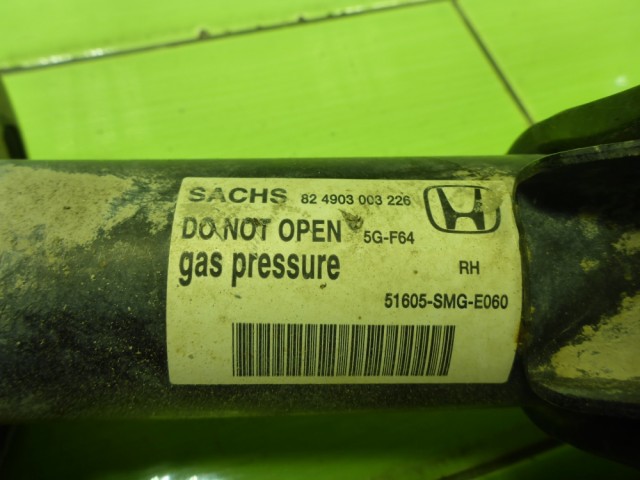 SACHS 82 4903 003 226
DO NOT OPEN 5G-F64
gas pressure RH
51605-SMG-E060